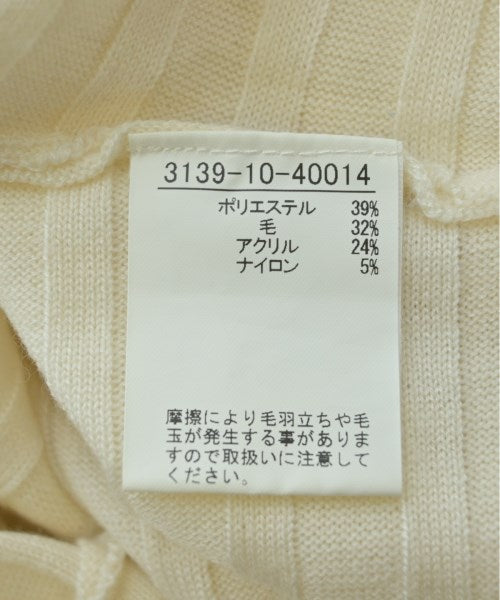 3139-10-40014
ポリエステル 39%
毛 32%
アクリル 24%
ナイロン 5%
摩擦により毛羽立ちや毛
玉が発生する事がありま
すので取扱いに注意して
ください。